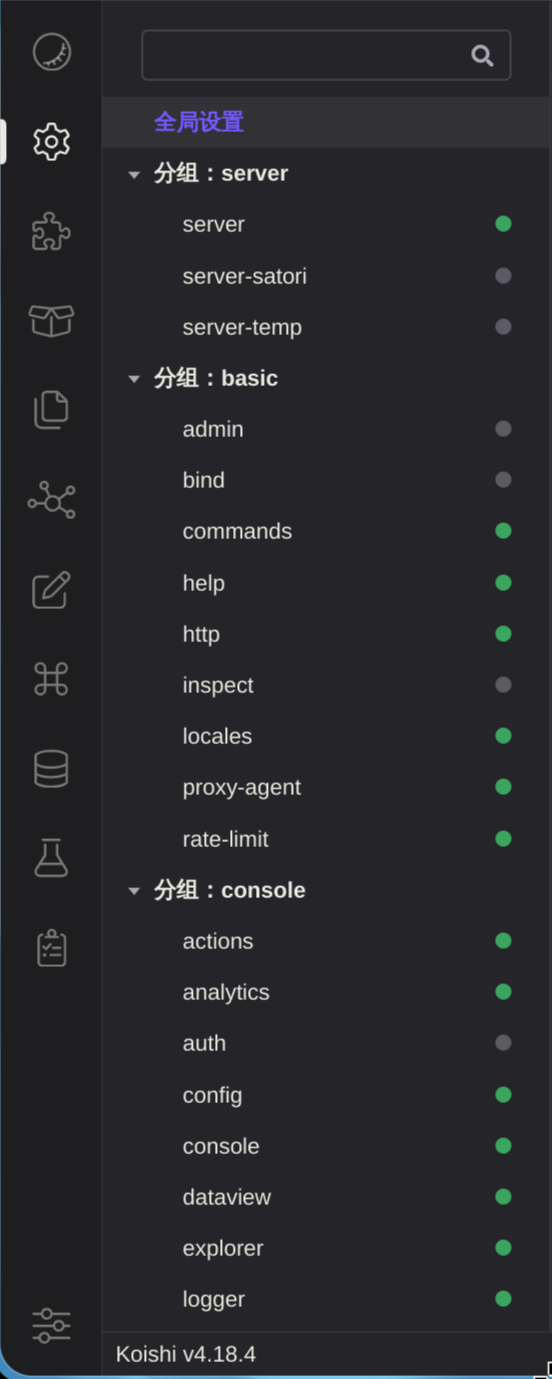 全局设置
分组：server
server
server-satori
server-temp
分组：basic
admin
bind
commands
help
http
inspect
locales
proxy-agent
rate-limit
分组：console
actions
analytics
auth
config
console
dataview
explorer
logger
Koishi v4.18.4